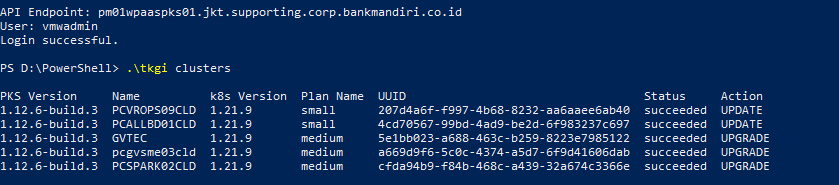 API Endpoint: pm01wpaaspks01.jkt.supporting.corp.bankmandiri.co.id
User: vmwadmin
Login successful.
PS D:\PowerShell> .\tkgi clusters
PKS Version Name k8s Version Plan Name UUID Status Action
1.12.6-build.3 PCVROPS09CLD 1.21.9 small 207d4a6f-f997-4b68-8232-aa6aaee6ab40 succeeded UPDATE
1.12.6-build.3 PCALLBD01CLD 1.21.9 small 4cd70567-99bd-4ad9-be2d-6f983237c697 succeeded UPDATE
1.12.6-build.3 GVTEC 1.21.9 medium 5e1bb023-a688-463c-b259-8223e7985122 succeeded UPGRADE
1.12.6-build.3 pcgvsme03cld 1.21.9 medium a669d9f6-5c0c-4374-a5d7-6f9d41606dab succeeded UPGRADE
1.12.6-build.3 PCSPARK02CLD 1.21.9 medium cfda94b9-f84b-468c-a439-32a674c3366e succeeded UPGRADE